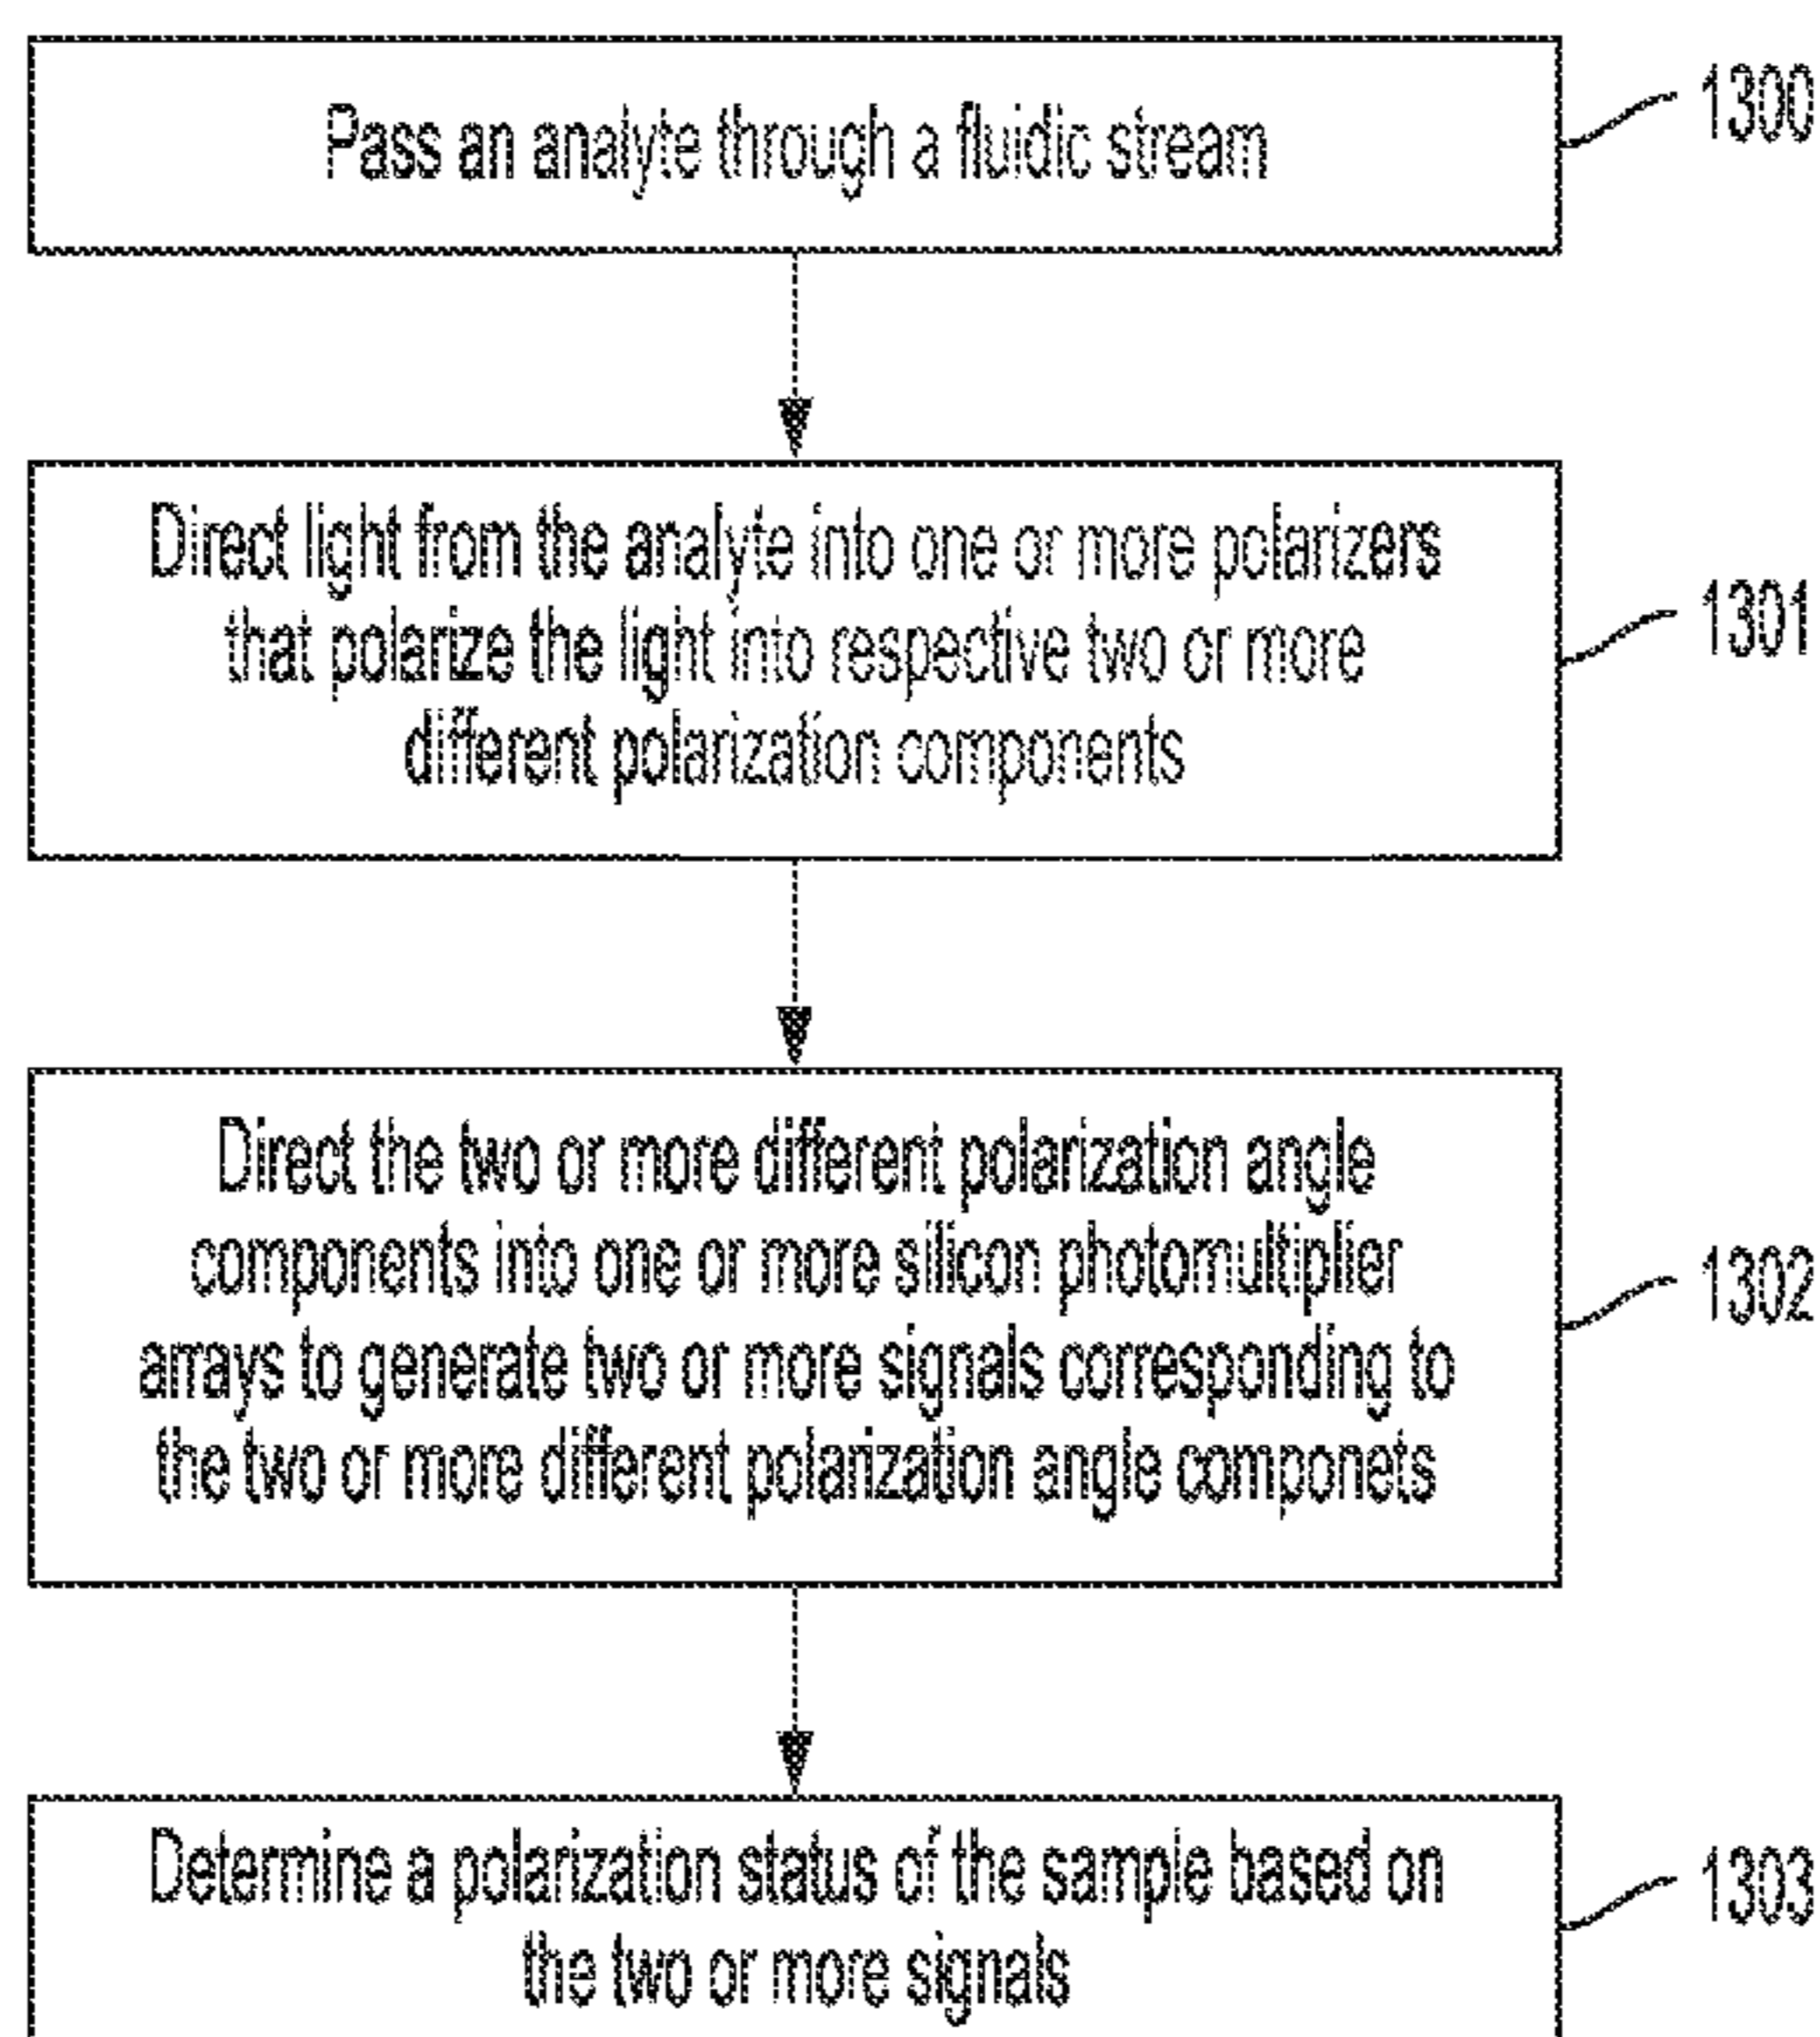 Pass an analyte through a fluidic stream
1300
Direct light from the analyte into one or more polarizers
that polarize the light into respective two or more
different polarization components
1301
Direct the two or more different polarization angle
components into one or more silicon photomultiplier
arrays to generate two or more signals corresponding to
the two or more different polarization angle componets
1302
Determine a polarization status of the sample based on
the two or more signals
1303